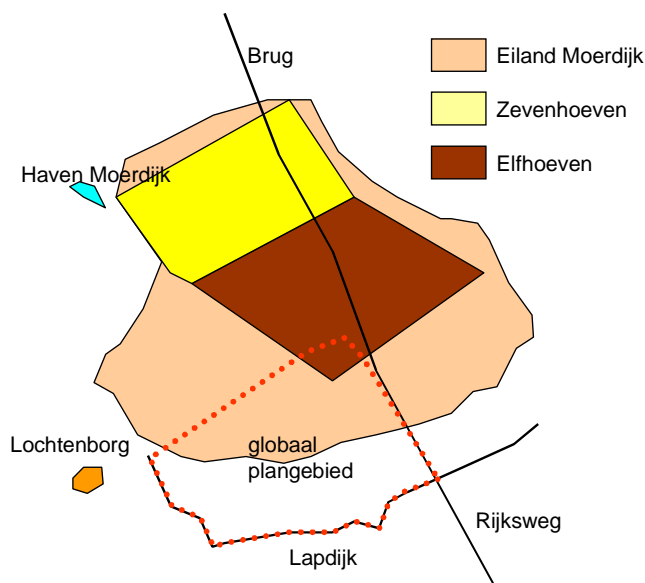 Brug
Eiland Moerdijk
Zevenhoeven
Elfhoeven
Haven Moerdijk
Lochtenborg
globaal
plangebied
Rijksweg
Lapdijk